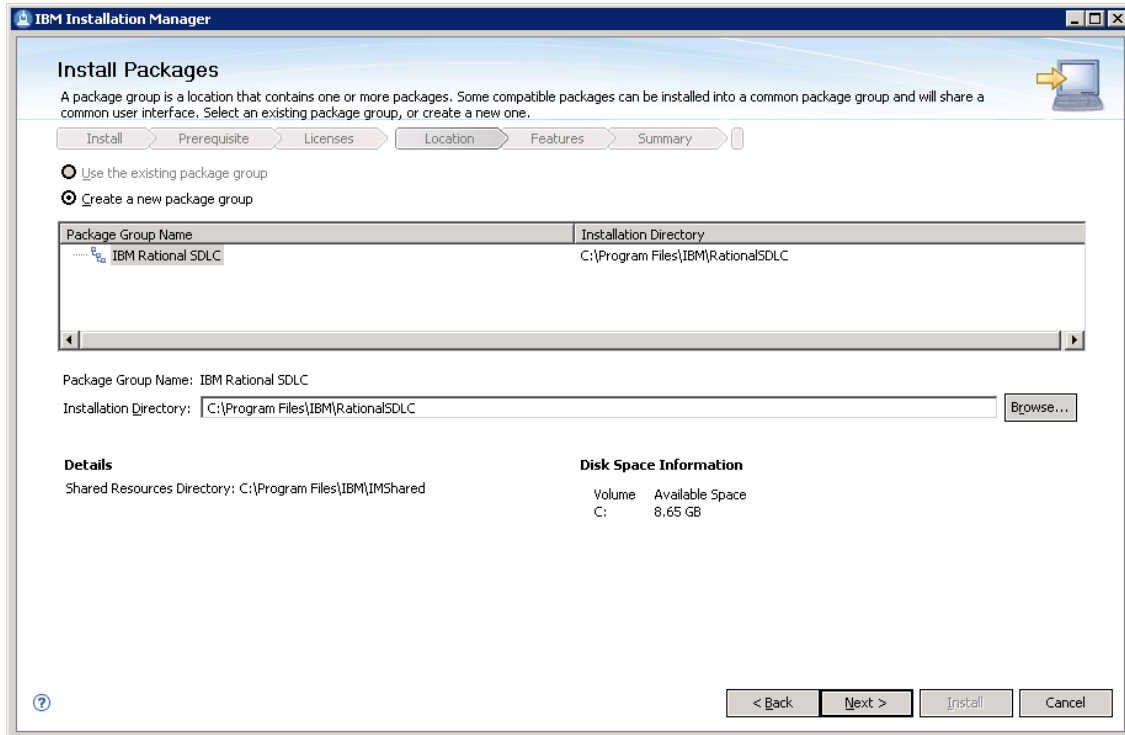 IBM Installation Manager
Install Packages
A package group is a location that contains one or more packages. Some compatible packages can be installed into a common package group and will share a
common user interface. Select an existing package group, or create a new one.
Install Prerequisite Licenses Location Features Summary
Use the existing package group
Create a new package group
Package Group Name Installation Directory
IBM Rational SDLC C:\Program Files\IBM\RationalSDLC
Package Group Name: IBM Rational SDLC
Installation Directory: C:\Program Files\IBM\RationalSDLC Browse...
Details Disk Space Information
Shared Resources Directory: C:\Program Files\IBM\IMShared
Volume Available Space
C: 8.65 GB
? < Back Next > Install Cancel